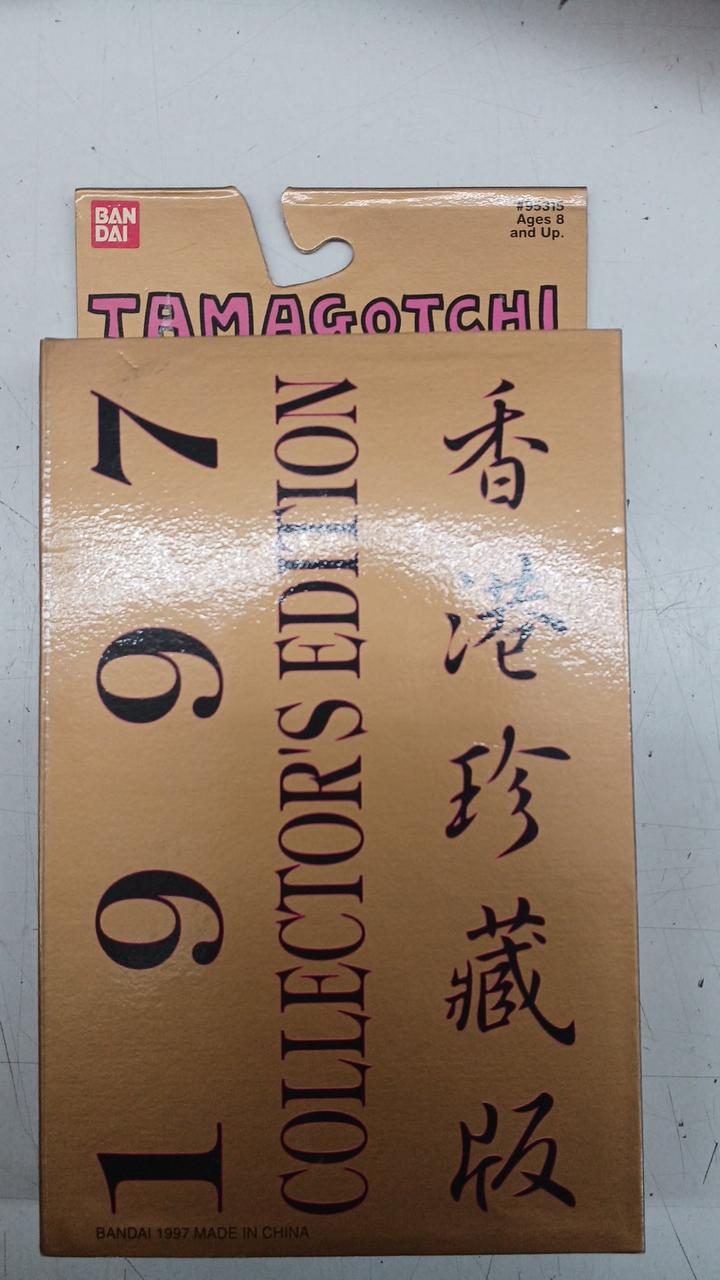 BAN
DAI
#95315
Ages 8
and Up.
TAMAGOTCHI
1997
COLLECTOR'S EDITION
香港珍藏版
BANDAI 1997 MADE IN CHINA